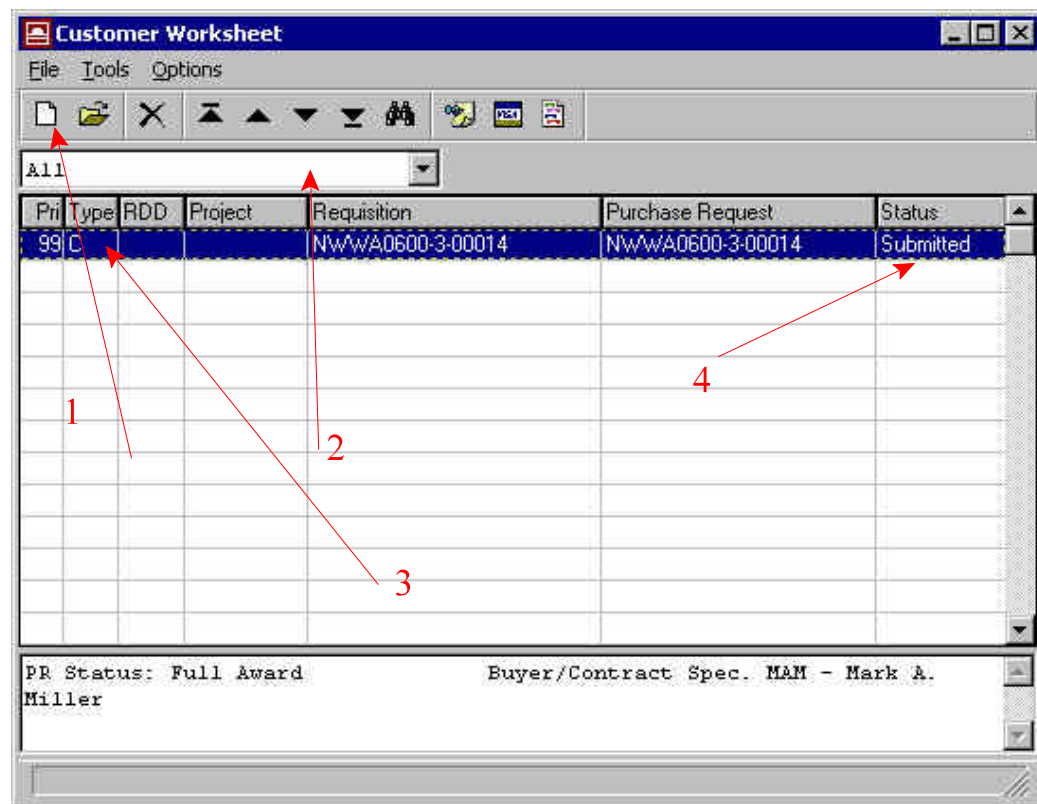 Customer Worksheet
File Tools Options
VISA
All
Pri Type RDD Project Requisition Purchase Request Status
99 C NWWA0600-3-00014 NWWA0600-3-00014 Submitted
1
2
3
4
PR Status: Full Award Buyer/Contract Spec. MAM - Mark A.
Miller